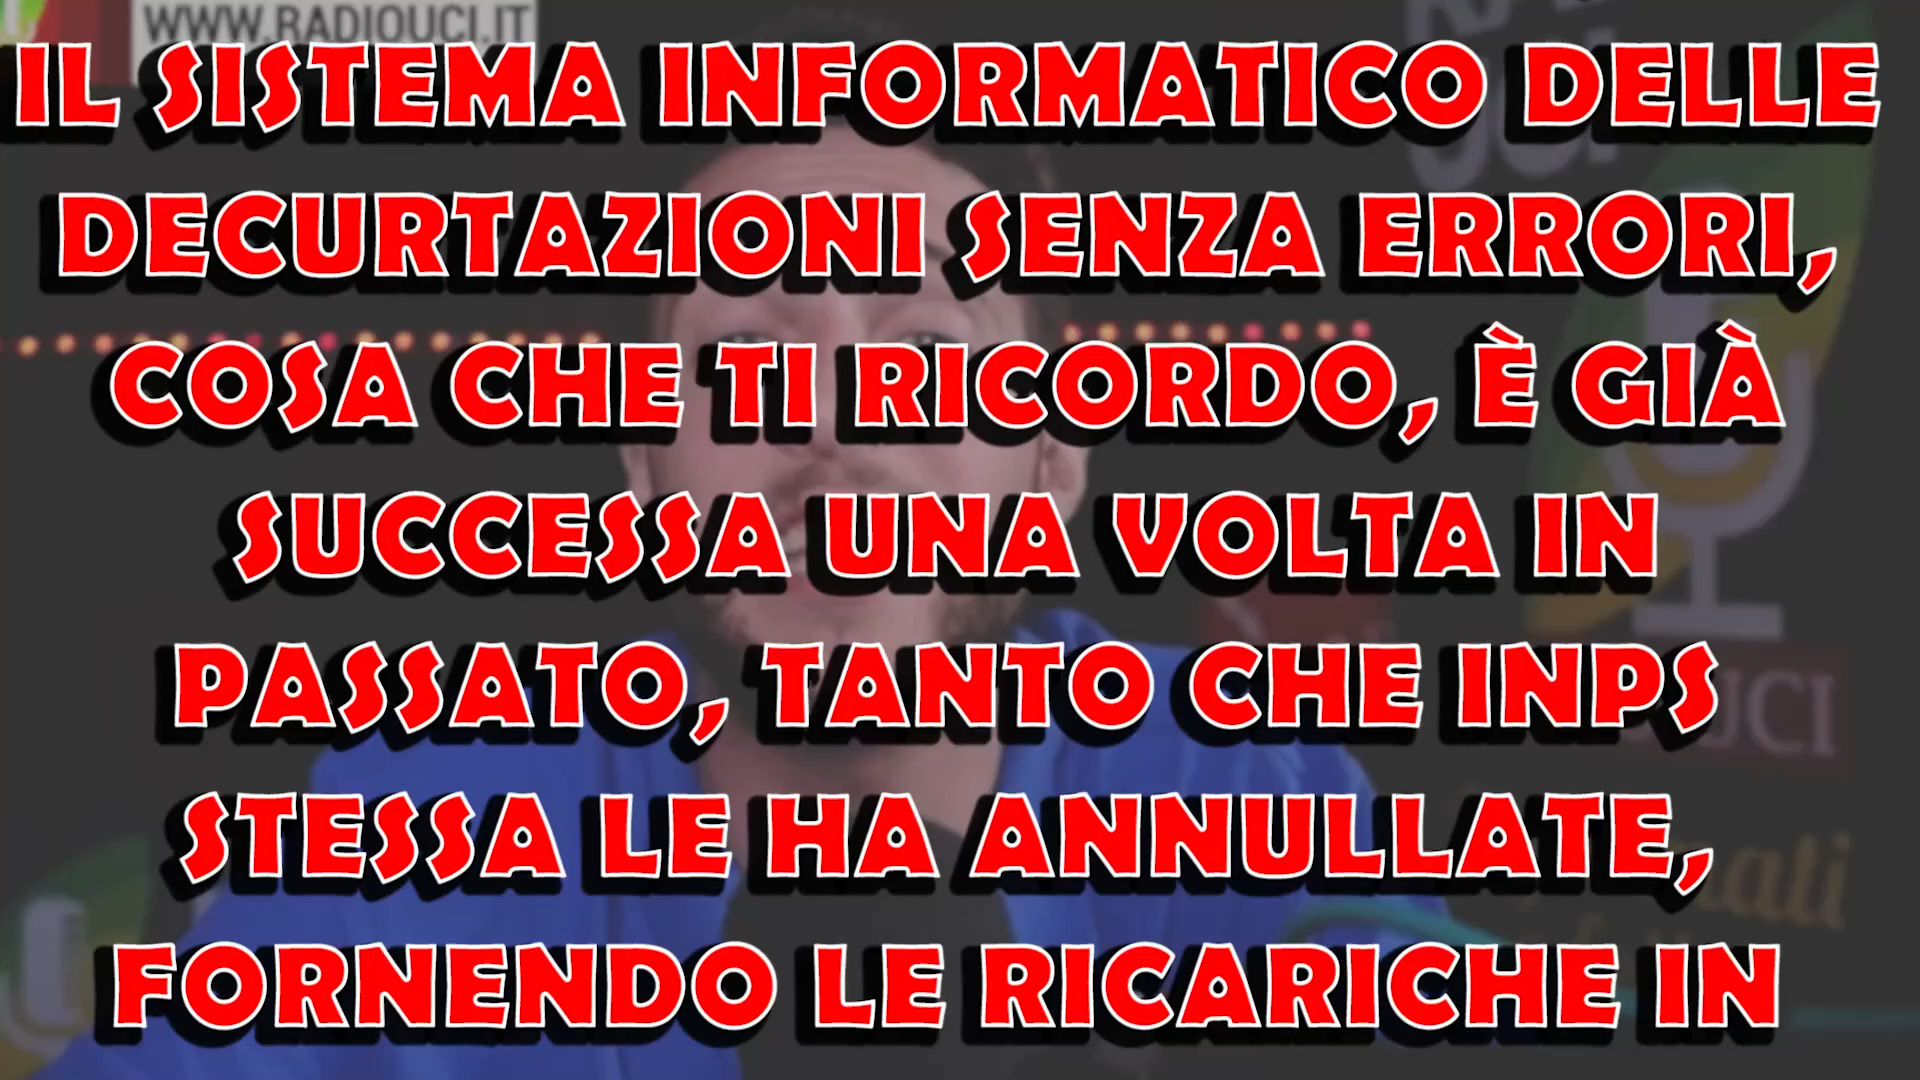 WWW.RADIOUCI.IT
IL SISTEMA INFORMATICO DELLE
DECURTAZIONI SENZA ERRORI,
COSA CHE TI RICORDO, È GIÀ
SUCCESSA UNA VOLTA IN
PASSATO, TANTO CHE INPS
STESSA LE HA ANNULLATE,
FORNENDO LE RICARICHE IN
UCI